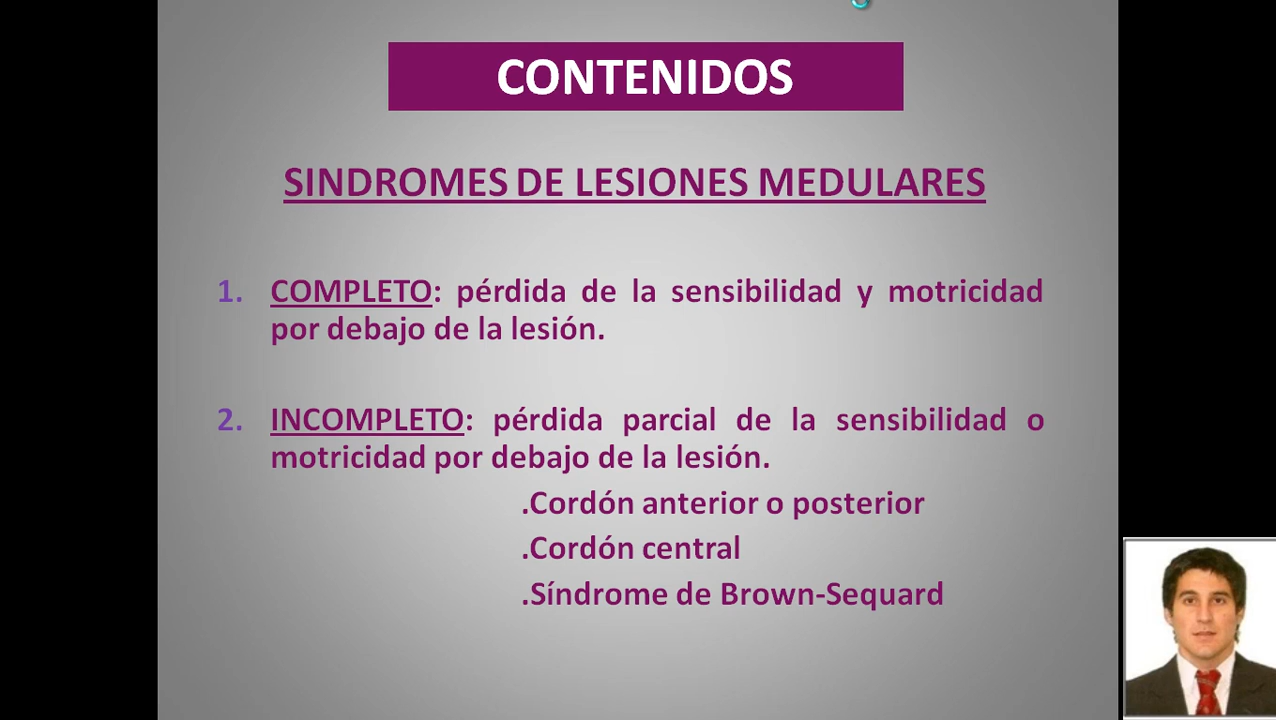 CONTENIDOS
SINDROMES DE LESIONES MEDULARES
1. COMPLETO: pérdida de la sensibilidad y motricidad
por debajo de la lesión.
2. INCOMPLETO: pérdida parcial de la sensibilidad o
motricidad por debajo de la lesión.
.Cordón anterior o posterior
.Cordón central
.Síndrome de Brown-Sequard